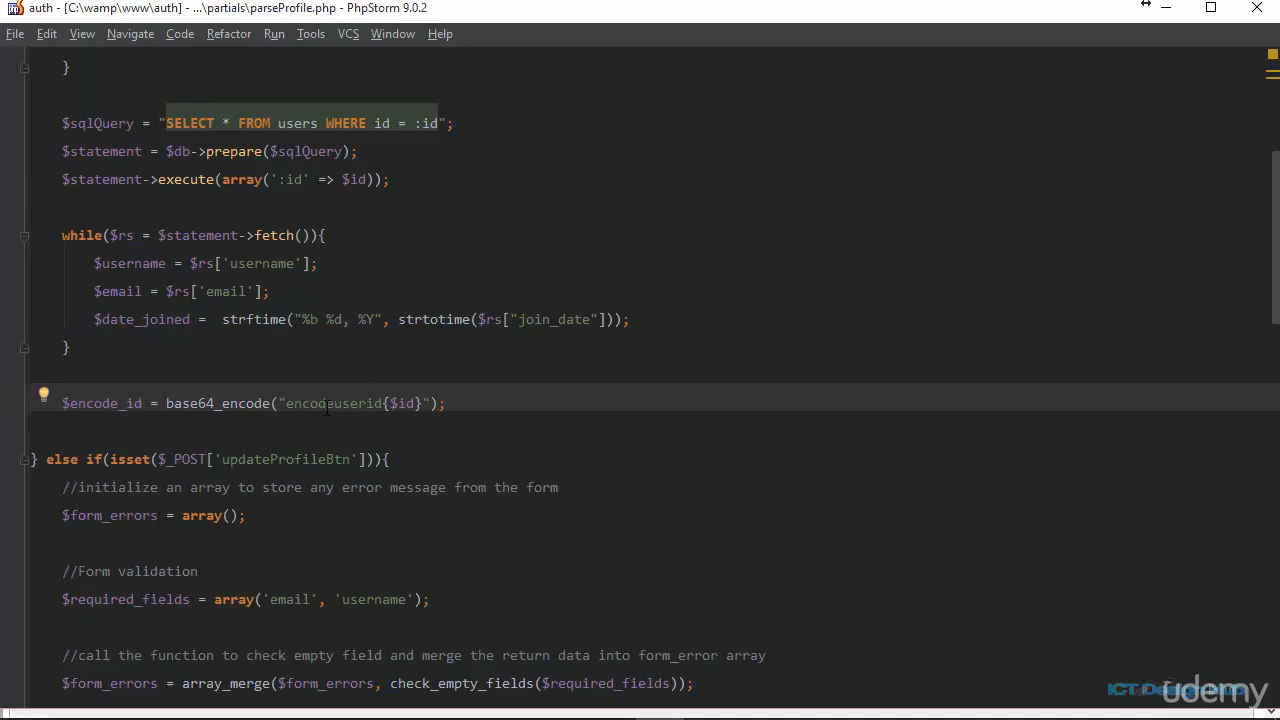 auth - [C:\wamp\www\auth] - ...\partials\parseProfile.php - PhpStorm 9.0.2
File Edit View Navigate Code Refactor Run Tools VCS Window Help
}
$sqlQuery = "SELECT * FROM users WHERE id = :id";
$statement = $db->prepare($sqlQuery);
$statement->execute(array(':id' => $id));
while($rs = $statement->fetch()){
$username = $rs['username'];
$email = $rs['email'];
$date_joined = strftime("%b %d, %Y", strtotime($rs["join_date"]));
}
$encode_id = base64_encode("encodeuserid{$id}");
} else if(isset($_POST['updateProfileBtn'])){
//initialize an array to store any error message from the form
$form_errors = array();
//Form validation
$required_fields = array('email', 'username');
//call the function to check empty field and merge the return data into form_error array
$form_errors = array_merge($form_errors, check_empty_fields($required_fields));
ICT Design Hub
udemy